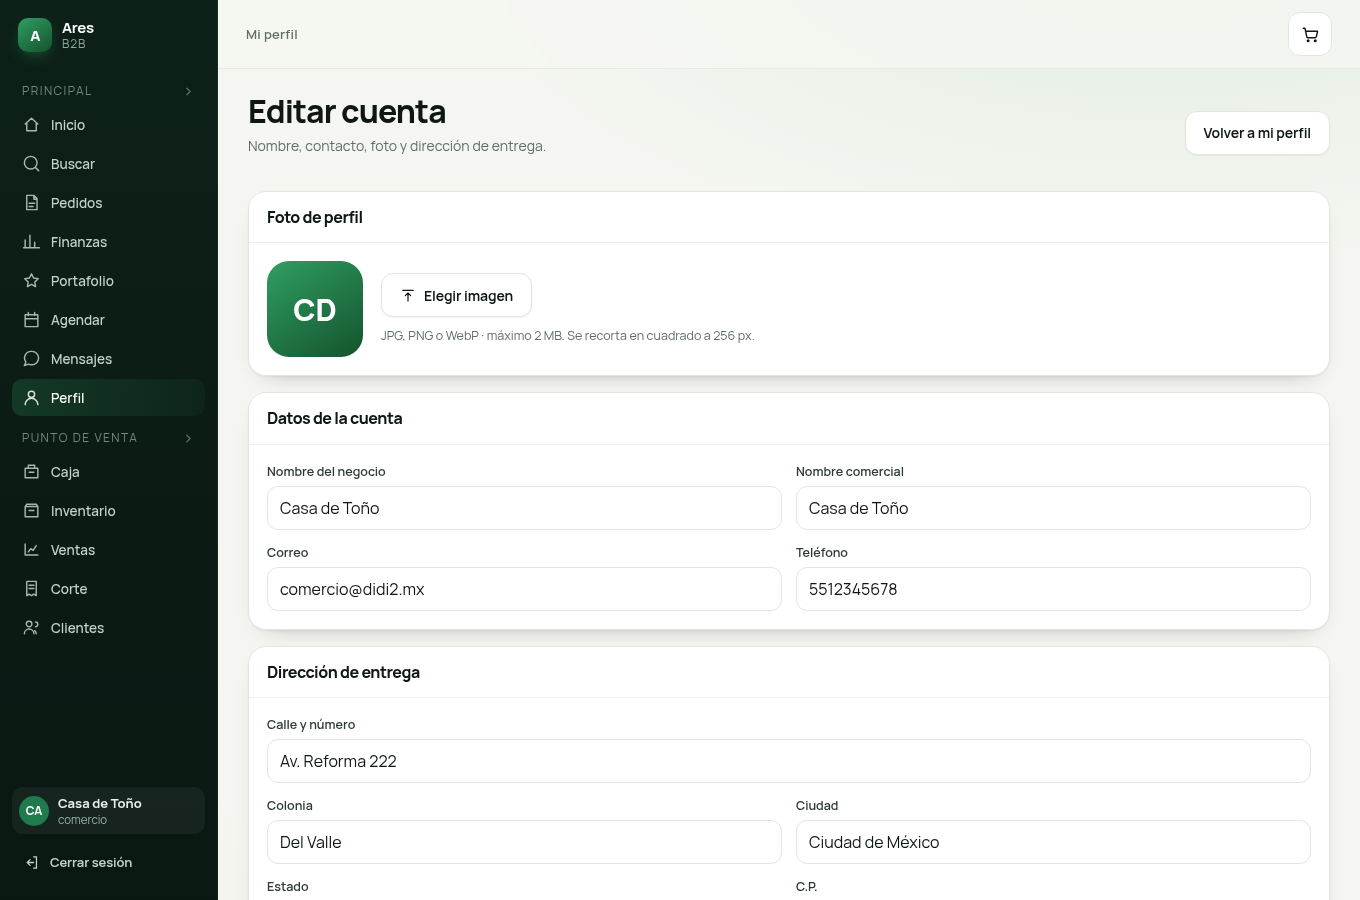 A
Ares
B2B
PRINCIPAL
Inicio
Buscar
Pedidos
Finanzas
Portafolio
Agendar
Mensajes
Perfil
PUNTO DE VENTA
Caja
Inventario
Ventas
Corte
Clientes
CA
Casa de Toño
comercio
Cerrar sesión
Mi perfil
Editar cuenta
Nombre, contacto, foto y dirección de entrega.
Volver a mi perfil
Foto de perfil
CD
Elegir imagen
JPG, PNG o WebP · máximo 2 MB. Se recorta en cuadrado a 256 px.
Datos de la cuenta
Nombre del negocio
Nombre comercial
Casa de Toño
Casa de Toño
Correo
Teléfono
comercio@didi2.mx
5512345678
Dirección de entrega
Calle y número
Av. Reforma 222
Colonia
Ciudad
Del Valle
Ciudad de México
Estado
C.P.